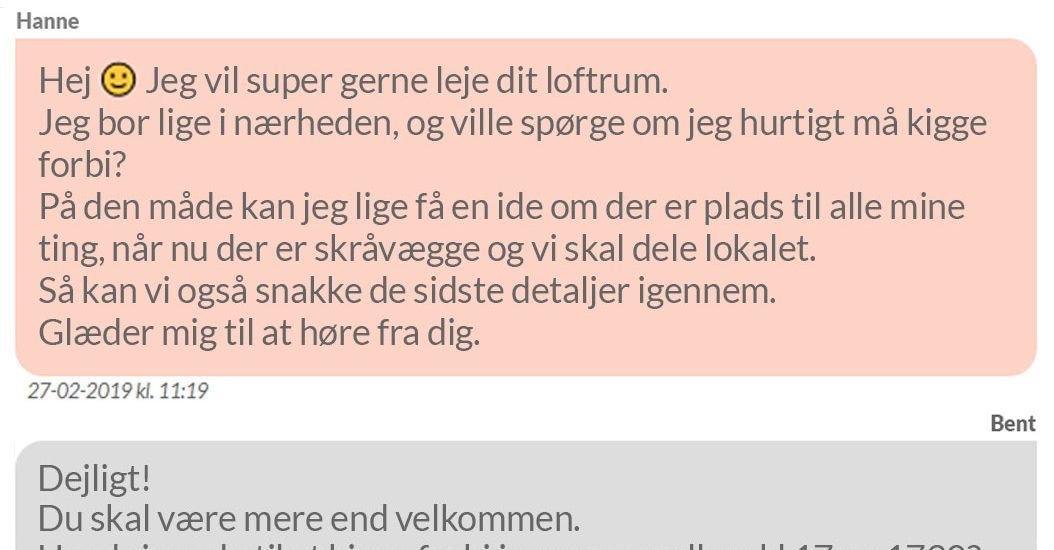 Hanne
Hej 🙂 Jeg vil super gerne leje dit loftrum.
Jeg bor lige i nærheden, og ville spørge om jeg hurtigt må kigge
forbi?
På den måde kan jeg lige få en ide om der er plads til alle mine
ting, når nu der er skråvægge og vi skal dele lokalet.
Så kan vi også snakke de sidste detaljer igennem.
Glæder mig til at høre fra dig.
27-02-2019 kl. 11:19
Bent
Dejligt!
Du skal være mere end velkommen.